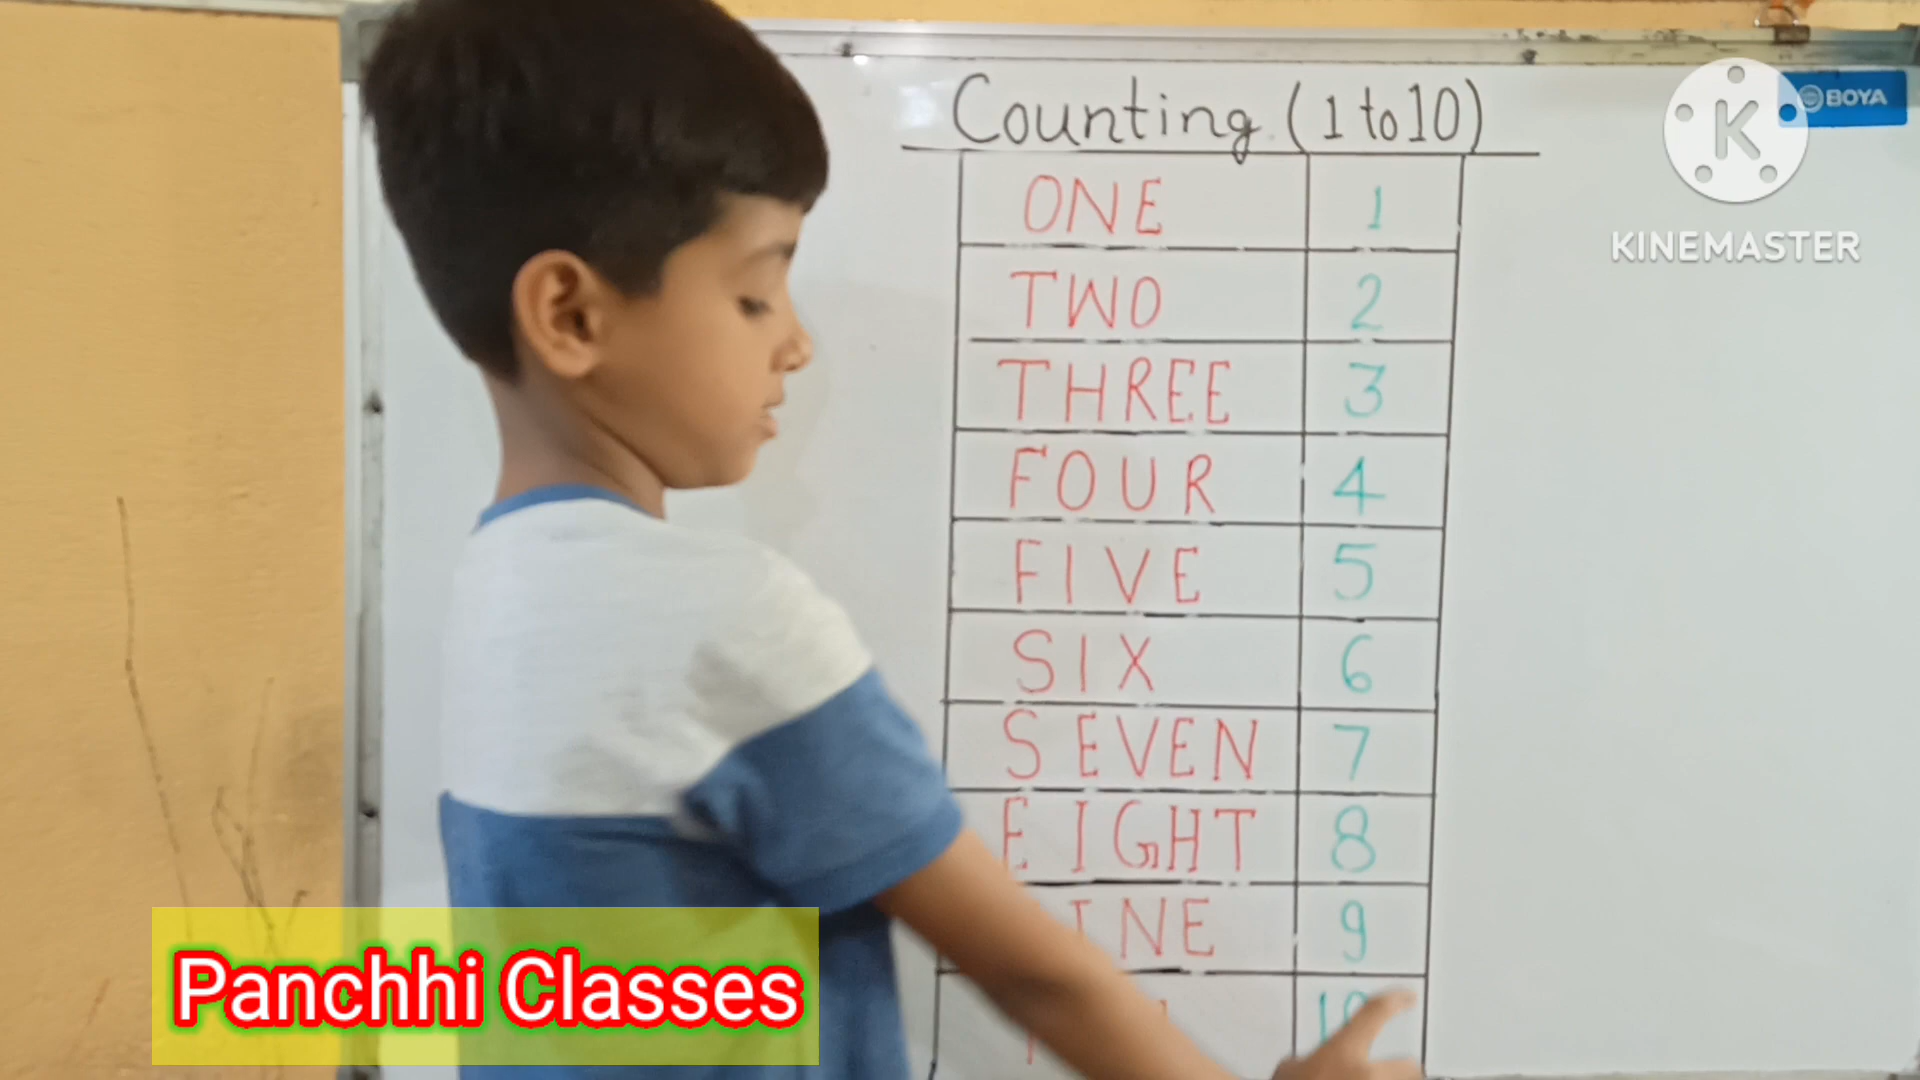 Counting (1 to 10)
ONE 1
TWO 2
THREE 3
FOUR 4
FIVE 5
SIX 6
SEVEN 7
EIGHT 8
9
BOYA
KINEMASTER
Panchhi Classes